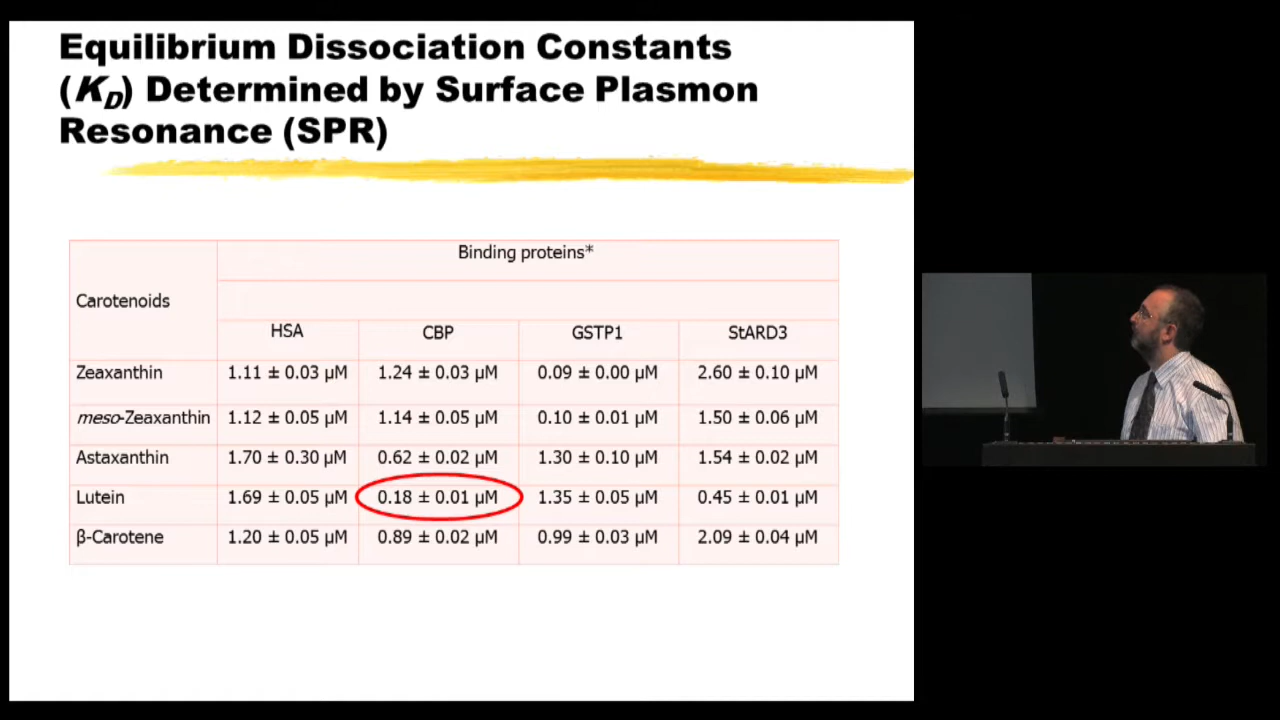 Equilibrium Dissociation Constants
(KD) Determined by Surface Plasmon
Resonance (SPR)
Binding proteins*
Carotenoids
HSA CBP GSTP1 StARD3
Zeaxanthin 1.11 ± 0.03 µM 1.24 ± 0.03 µM 0.09 ± 0.00 µM 2.60 ± 0.10 µM
meso-Zeaxanthin 1.12 ± 0.05 µM 1.14 ± 0.05 µM 0.10 ± 0.01 µM 1.50 ± 0.06 µM
Astaxanthin 1.70 ± 0.30 µM 0.62 ± 0.02 µM 1.30 ± 0.10 µM 1.54 ± 0.02 µM
Lutein 1.69 ± 0.05 µM 0.18 ± 0.01 µM 1.35 ± 0.05 µM 0.45 ± 0.01 µM
β-Carotene 1.20 ± 0.05 µM 0.89 ± 0.02 µM 0.99 ± 0.03 µM 2.09 ± 0.04 µM